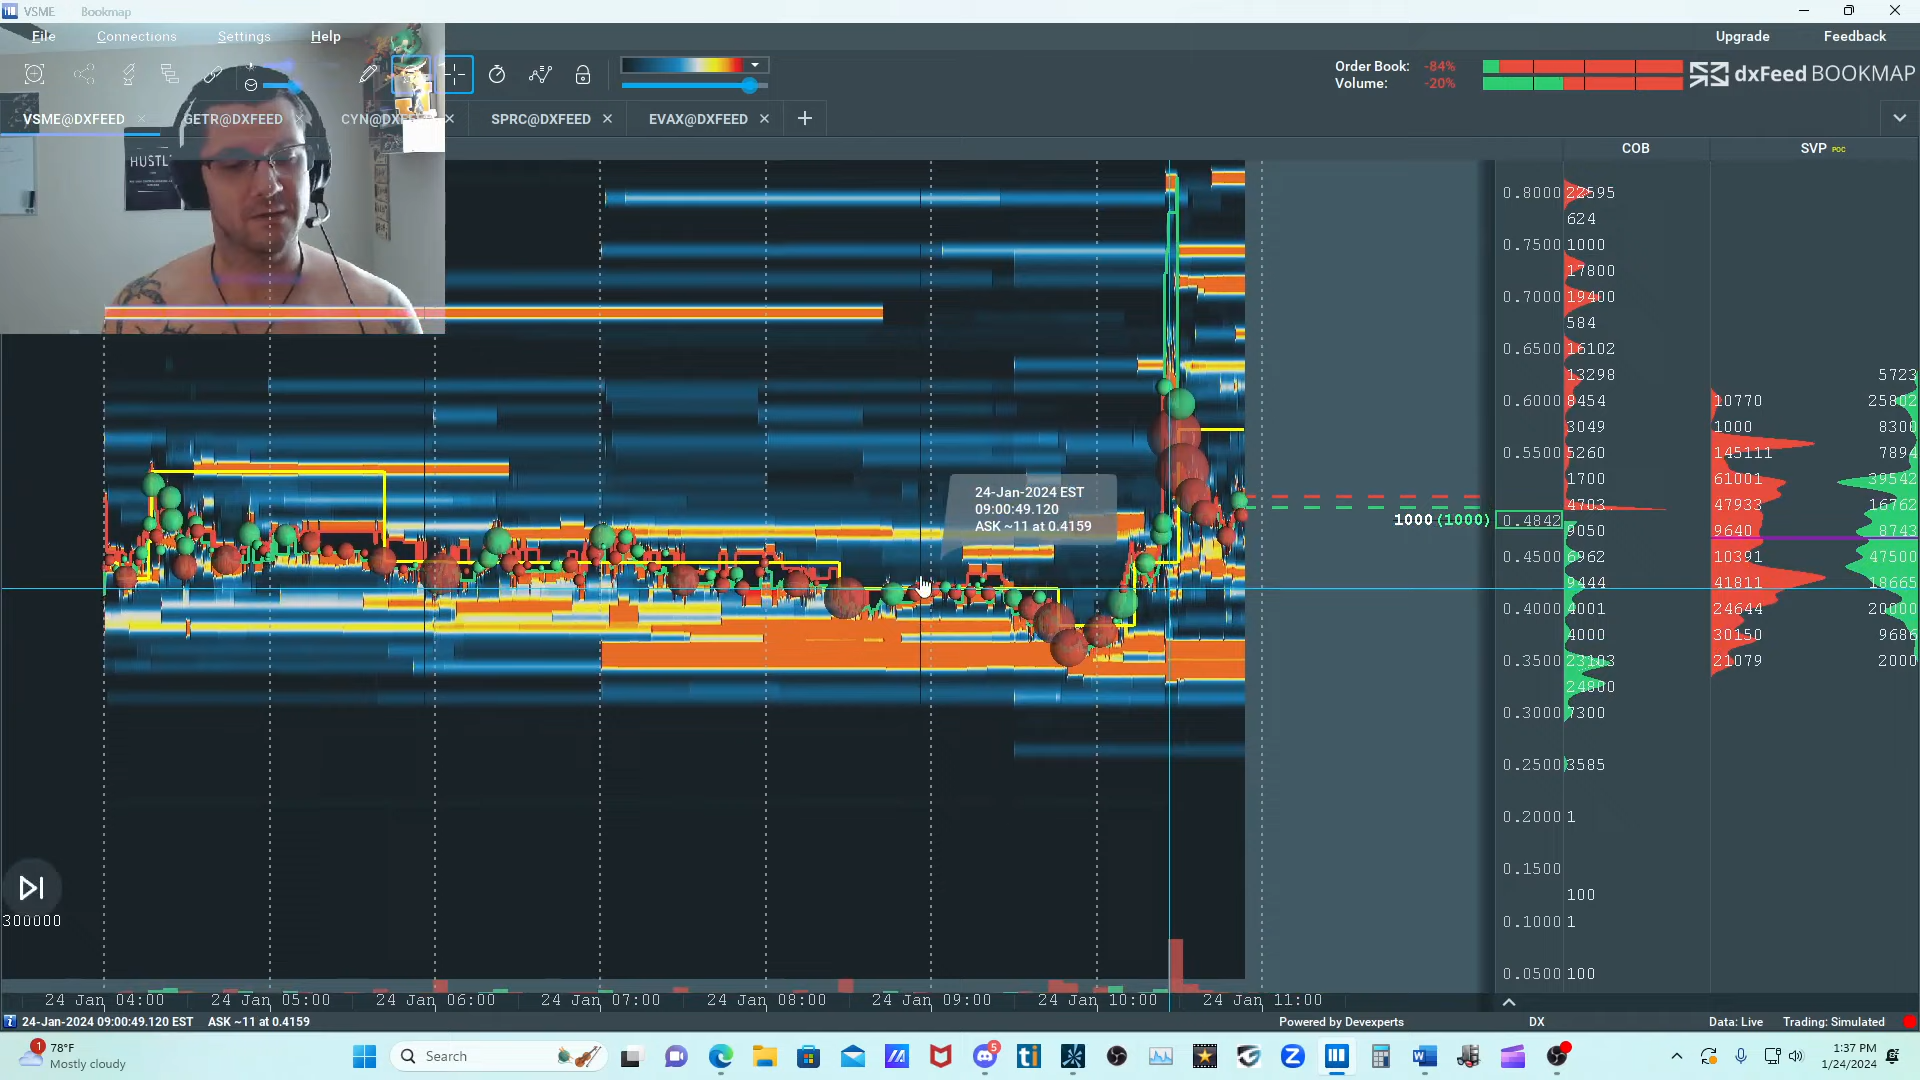 VSME Bookmap
File Connections Settings Help
Upgrade Feedback
Order Book: -84%
Volume: -20%
dxFeed BOOKMAP
VSME@DXFEED
GETR@DXFEED
SPRC@DXFEED
EVAX@DXFEED
HUSTL
COB
SVP POC
0.8000 22595
624
0.7500 1000
17800
0.7000 19400
584
0.6500 16102
13298 5723
0.6000 8454 10770 25802
3049 1000 8300
0.5500 5260 145111 7894
1700 61001 39542
4703 47933 16762
1000 (1000) 0.4842
9050 9640 8743
0.4500 6962 10391 47500
9444 41811 18665
0.4000 4001 24644 20000
4000 30150 9686
0.3500 23103 21079 2000
24800
0.3000 7300
0.2500 3585
0.2000 1
0.1500
100
0.1000 1
0.0500 100
24-Jan-2024 EST
09:00:49.120
ASK ~11 at 0.4159
300000
24 Jan 04:00 24 Jan 05:00 24 Jan 06:00 24 Jan 07:00 24 Jan 08:00 24 Jan 09:00 24 Jan 10:00 24 Jan 11:00
24-Jan-2024 09:00:49.120 EST ASK ~11 at 0.4159
Powered by Devexperts DX Data: Live Trading: Simulated
1
78°F
Mostly cloudy
Search
5
1:37 PM
1/24/2024